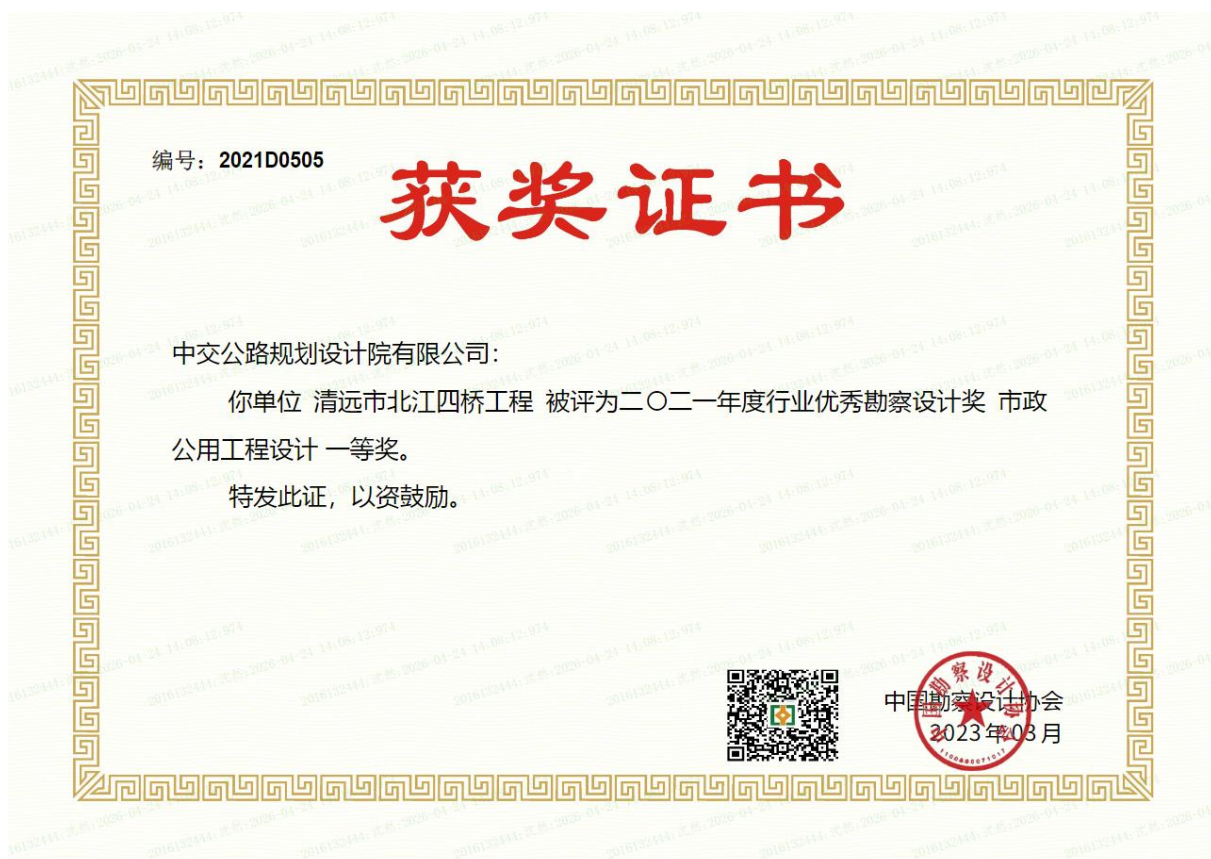 编号：2021D0505
获奖证书
中交公路规划设计院有限公司：
你单位 清远市北江四桥工程 被评为二〇二一年度行业优秀勘察设计奖 市政
公用工程设计 一等奖。
特发此证，以资鼓励。
中国勘察设计协会
2023年03月